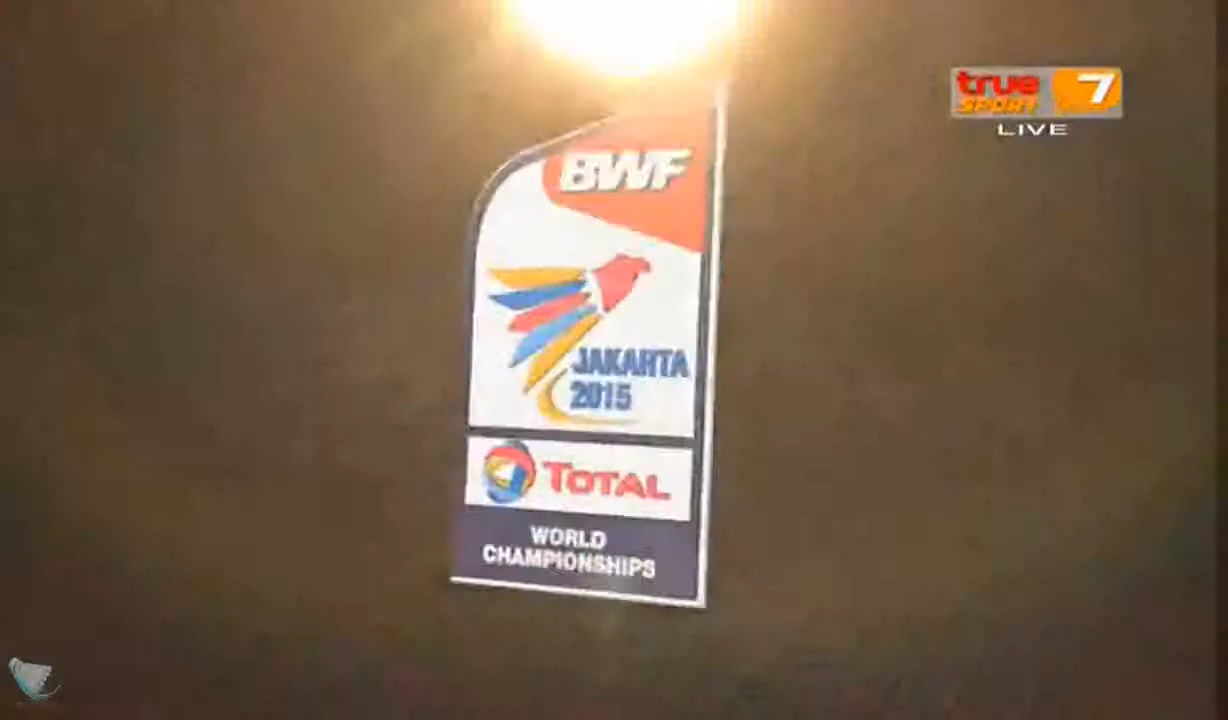 true
SPORT 7
LIVE
BWF
JAKARTA
2015
TOTAL
WORLD
CHAMPIONSHIPS